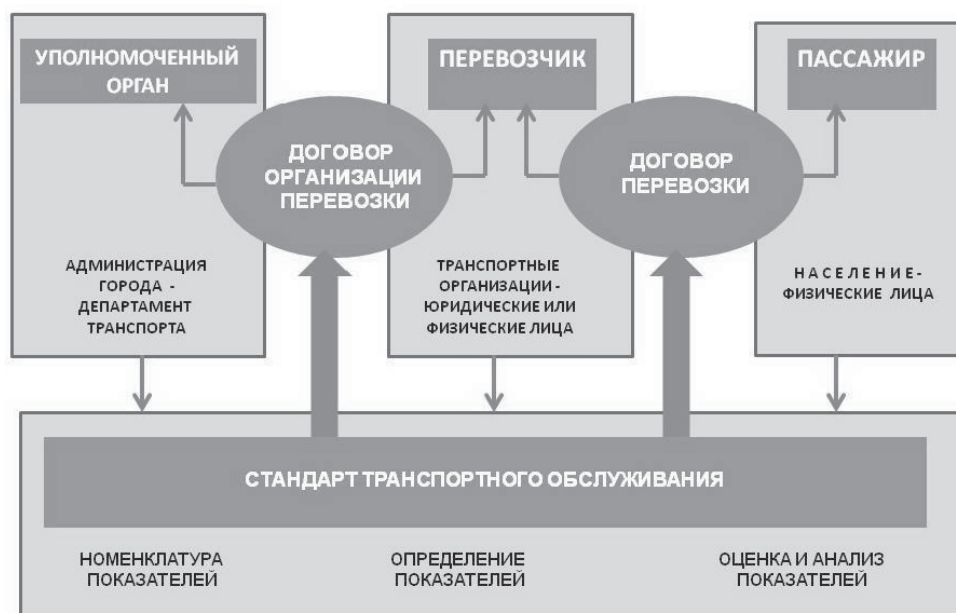 УПОЛНОМОЧЕННЫЙ
ОРГАН
ПЕРЕВОЗЧИК
ПАССАЖИР
ДОГОВОР
ОРГАНИЗАЦИИ
ПЕРЕВОЗКИ
ДОГОВОР
ПЕРЕВОЗКИ
АДМИНИСТРАЦИЯ
ГОРОДА -
ДЕПАРТАМЕНТ
ТРАНСПОРТА
ТРАНСПОРТНЫЕ
ОРГАНИЗАЦИИ -
ЮРИДИЧЕСКИЕ ИЛИ
ФИЗИЧЕСКИЕ ЛИЦА
НАСЕЛЕНИЕ-
ФИЗИЧЕСКИЕ ЛИЦА
СТАНДАРТ ТРАНСПОРТНОГО ОБСЛУЖИВАНИЯ
НОМЕНКЛАТУРА
ПОКАЗАТЕЛЕЙ
ОПРЕДЕЛЕНИЕ
ПОКАЗАТЕЛЕЙ
ОЦЕНКА И АНАЛИЗ
ПОКАЗАТЕЛЕЙ